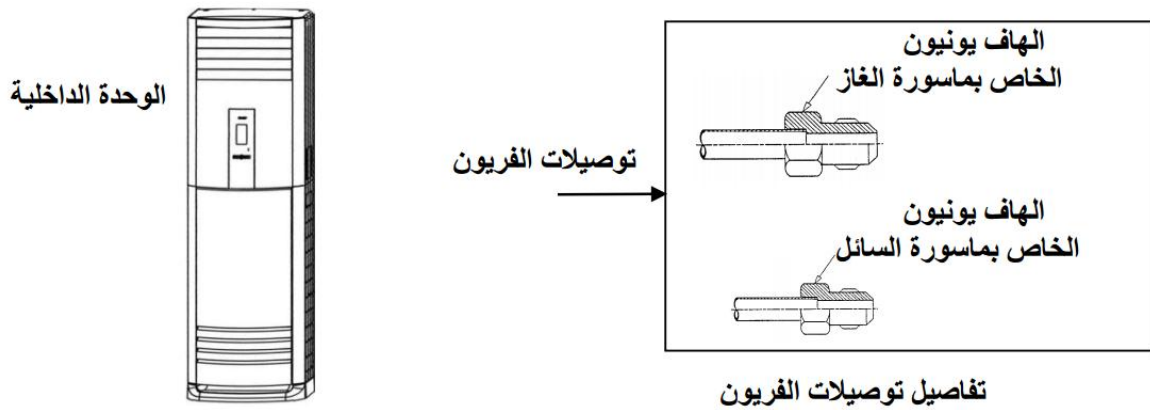 الوحدة الداخلية
توصيلات الفريون
الهاف يونيون
الخاص بماسورة الغاز
الهاف يونيون
الخاص بماسورة السائل
تفاصيل توصيلات الفريون